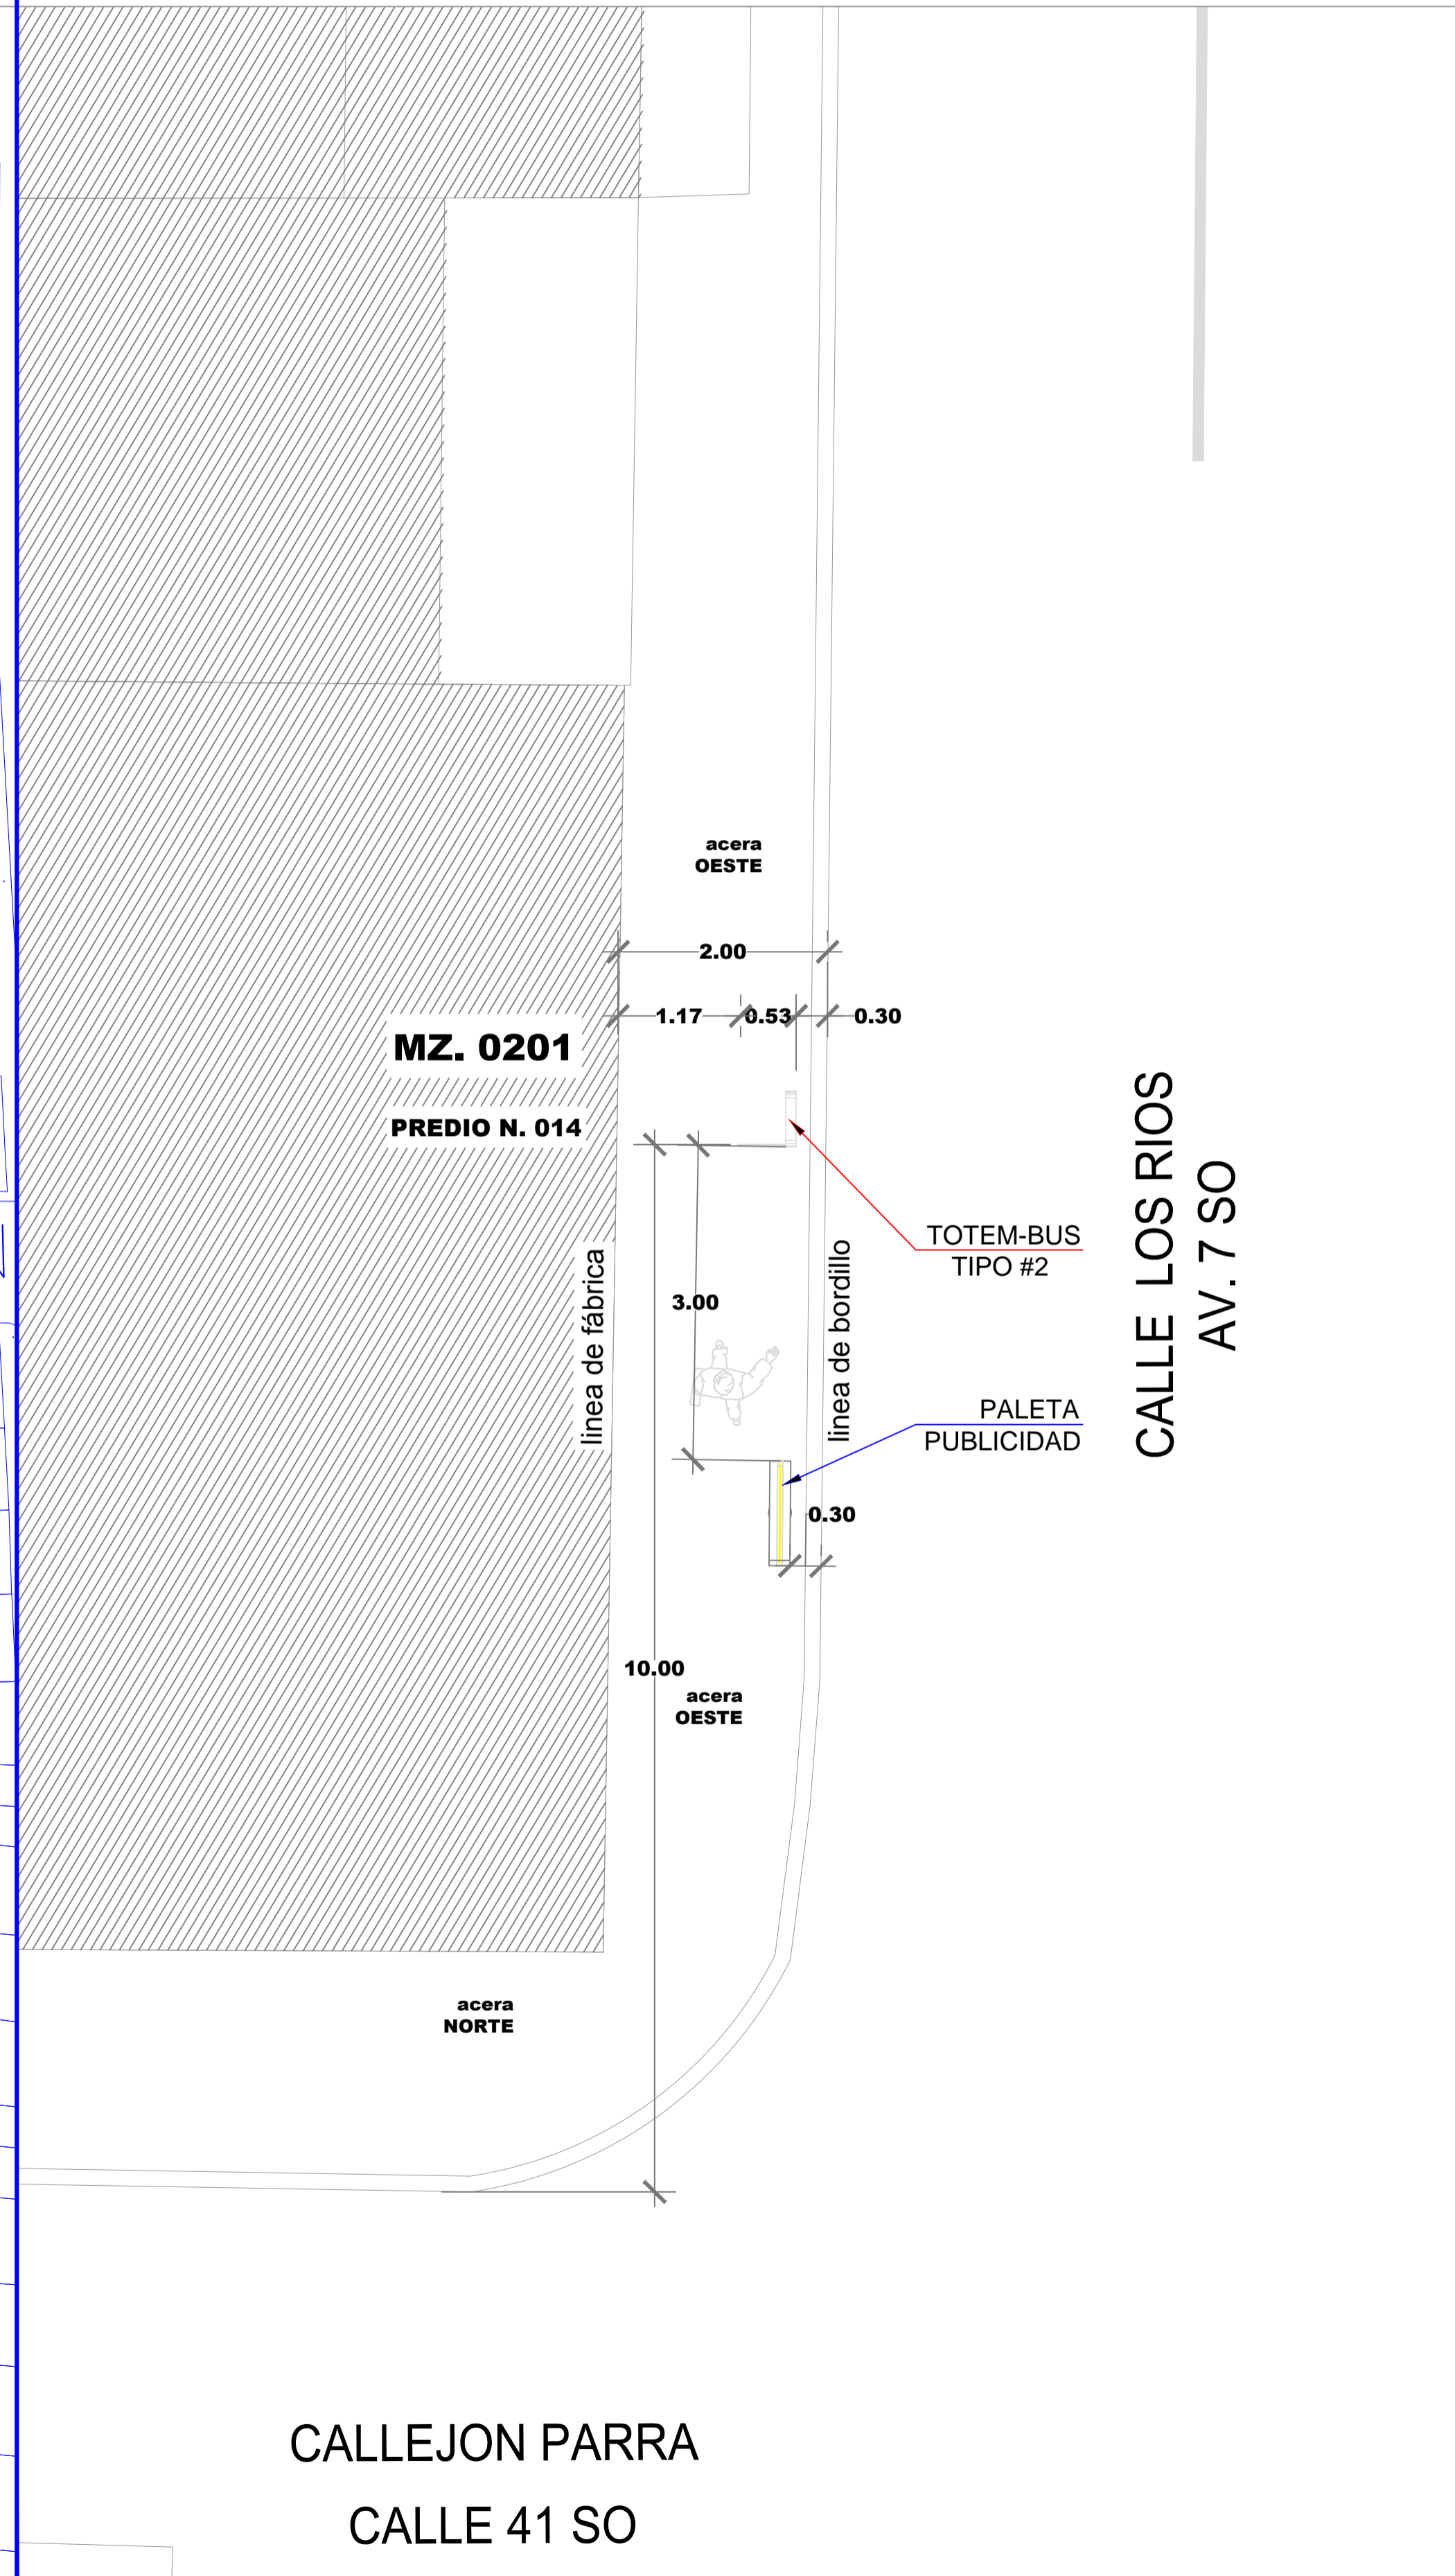 acera
OESTE
2.00
1.17
0.53
0.30
MZ. 0201
PREDIO N. 014
TOTEM-BUS
TIPO #2
linea de fábrica
3.00
linea de bordillo
CALLE LOS RIOS
AV. 7 SO
PALETA
PUBLICIDAD
0.30
10.00
acera
OESTE
acera
NORTE
CALLEJON PARRA
CALLE 41 SO